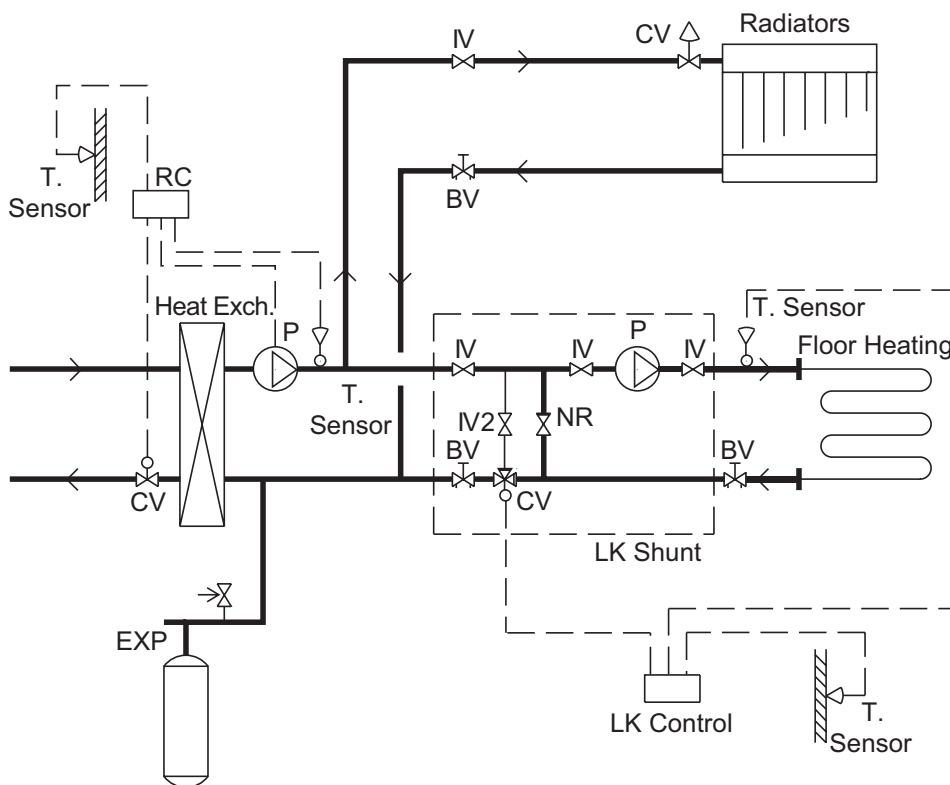 Radiators
IV
CV
T.
Sensor
RC
BV
Heat Exch.
P
T. Sensor
P
Floor Heating
IV
IV
IV
T.
Sensor
IV2
NR
BV
BV
CV
CV
LK Shunt
EXP
LK Control
T.
Sensor